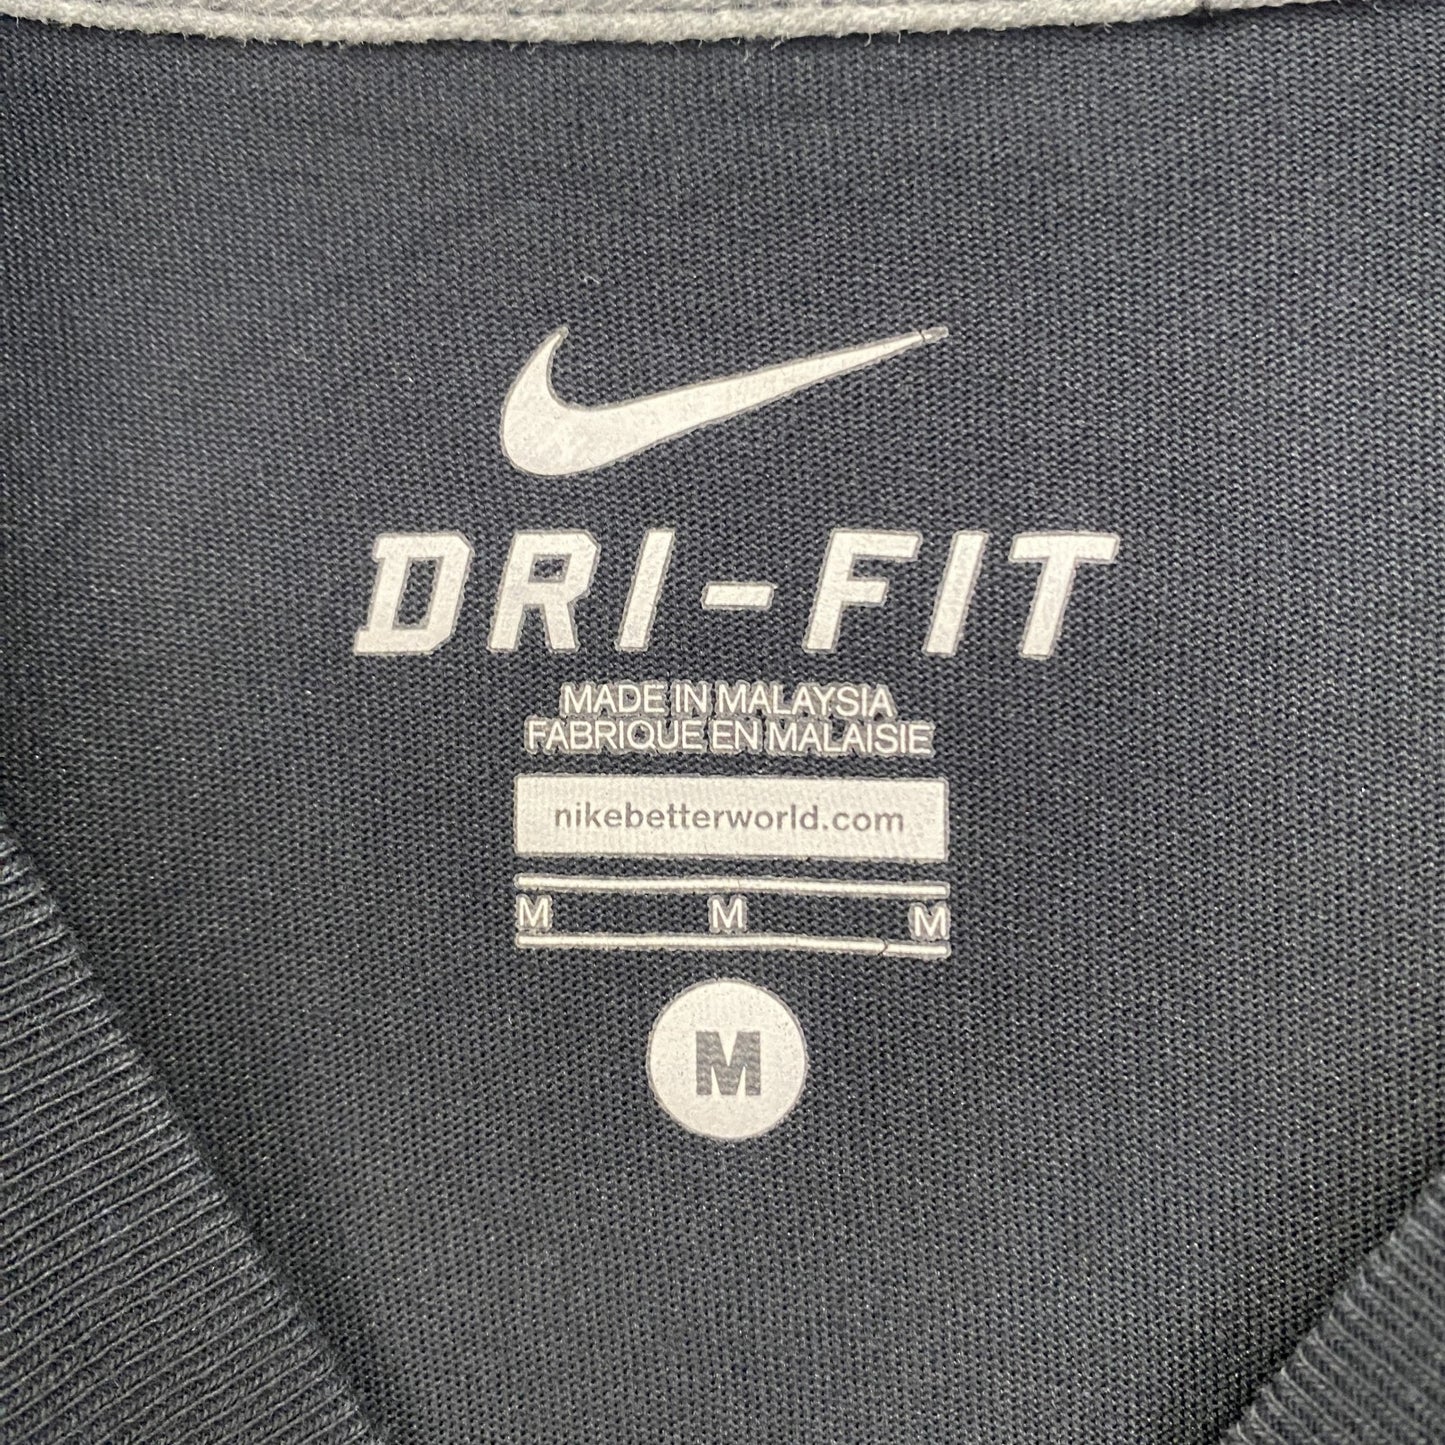 DRI-FIT
MADE IN MALAYSIA
FABRIQUE EN MALAISIE
nikebetterworld.com
M M M
M